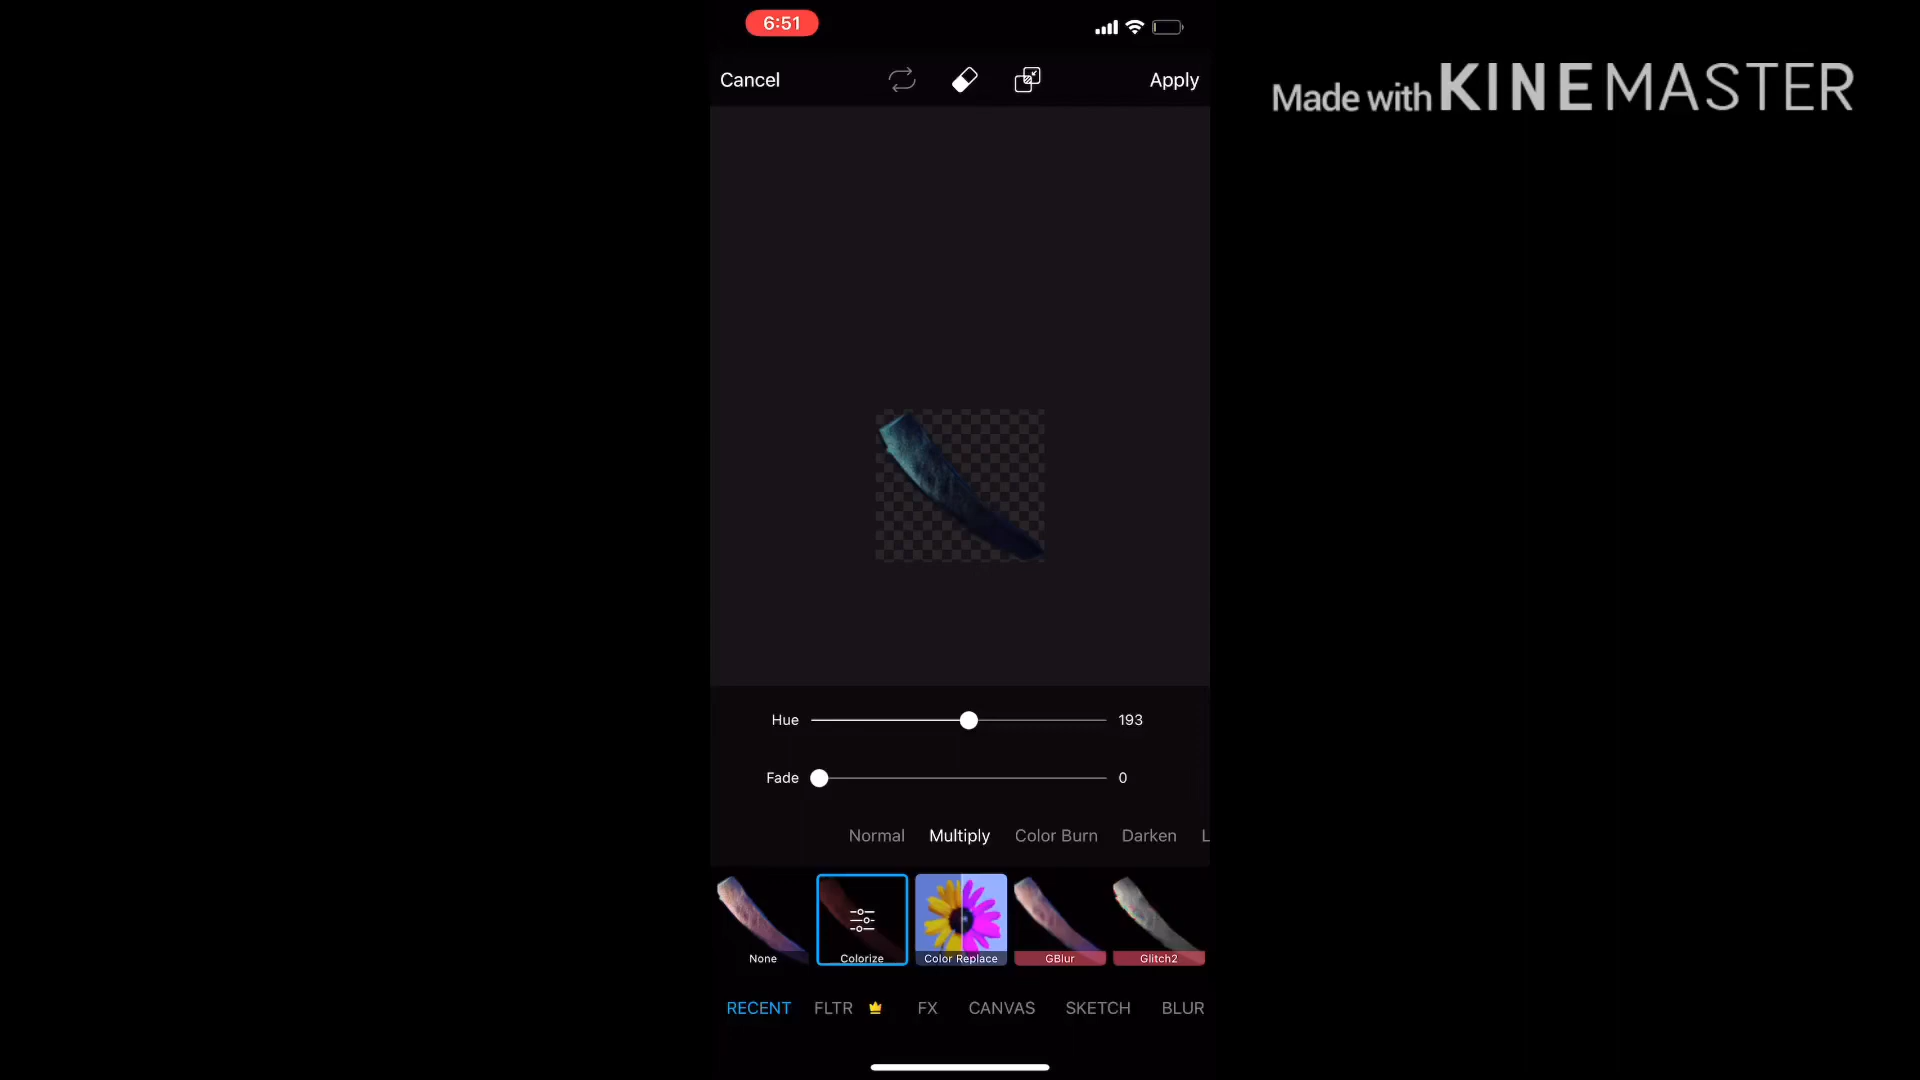 6:51
Cancel
Apply
Made with KINEMASTER
Hue 193
Fade 0
Normal Multiply Color Burn Darken L
None Colorize Color Replace GBlur Glitch2
RECENT FLTR FX CANVAS SKETCH BLUR